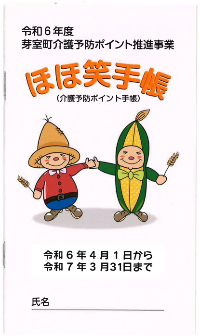 令和６年度
芽室町介護予防ポイント推進事業
ほほ笑手帳
(介護予防ポイント手帳)
令和６年４月１日から
令和７年３月31日まで
氏名